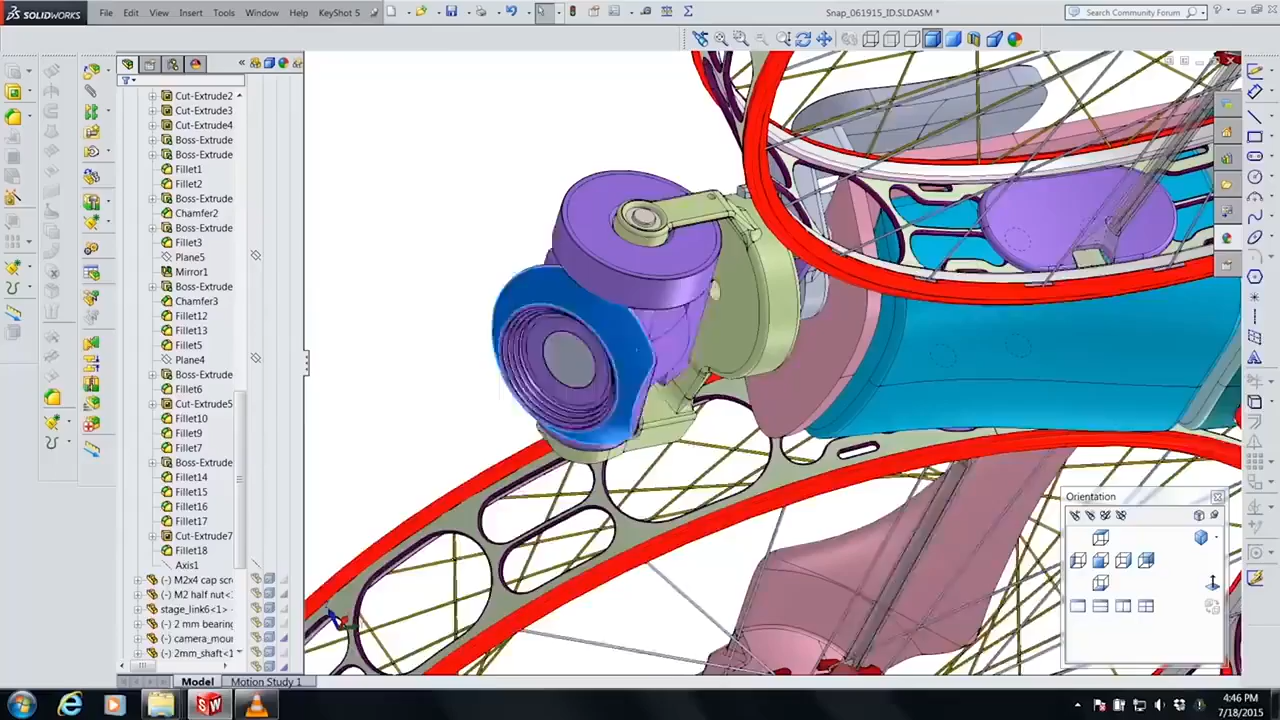 SOLIDWORKS File Edit View Insert Tools Window Help KeyShot 5 Snap_061915_ID.SLDASM * Search Community Forum
Cut-Extrude2
Cut-Extrude3
Cut-Extrude4
Boss-Extrude
Boss-Extrude
Fillet1
Fillet2
Boss-Extrude
Chamfer2
Boss-Extrude
Fillet3
Plane5
Mirror1
Boss-Extrude
Chamfer3
Fillet12
Fillet13
Fillet5
Plane4
Boss-Extrude
Fillet6
Cut-Extrude5
Fillet10
Fillet9
Fillet7
Boss-Extrude
Fillet14
Fillet15
Fillet16
Fillet17
Cut-Extrude7
Fillet18
Axis1
(-) M2x4 cap scr
(-) M2 half nut<
stage_link6<1>
(-) 2 mm bearing
(-) camera_mou
(-) 2mm_shaft<1
Orientation
Model Motion Study 1
4:46 PM
7/18/2015